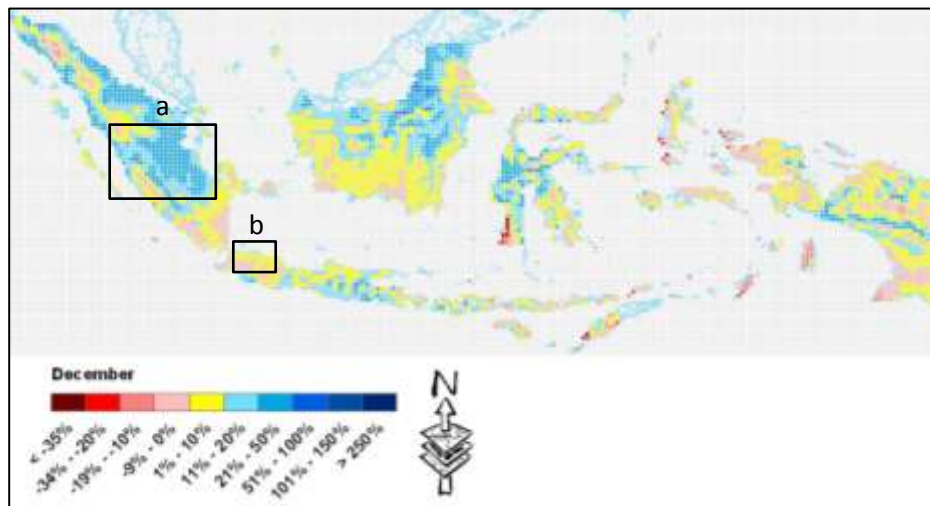 a
b
December
N
< -35%
-34% - -20%
-19% - -10%
-9% - 0%
1% - 10%
11% - 20%
21% - 50%
51% - 100%
101% - 150%
> 250%